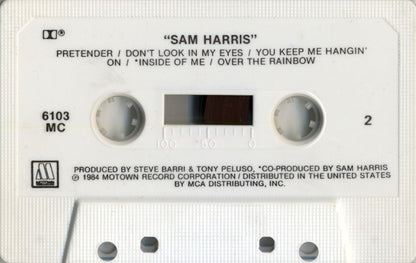 "SAM HARRIS"
PRETENDER / DON'T LOOK IN MY EYES / YOU KEEP ME HANGIN'
ON / *INSIDE OF ME / OVER THE RAINBOW
6103
MC
2
100 50 0
PRODUCED BY STEVE BARRI & TONY PELUSO, *CO-PRODUCED BY SAM HARRIS
℗ 1984 MOTOWN RECORD CORPORATION / DISTRIBUTED IN THE UNITED STATES
BY MCA DISTRIBUTING, INC.